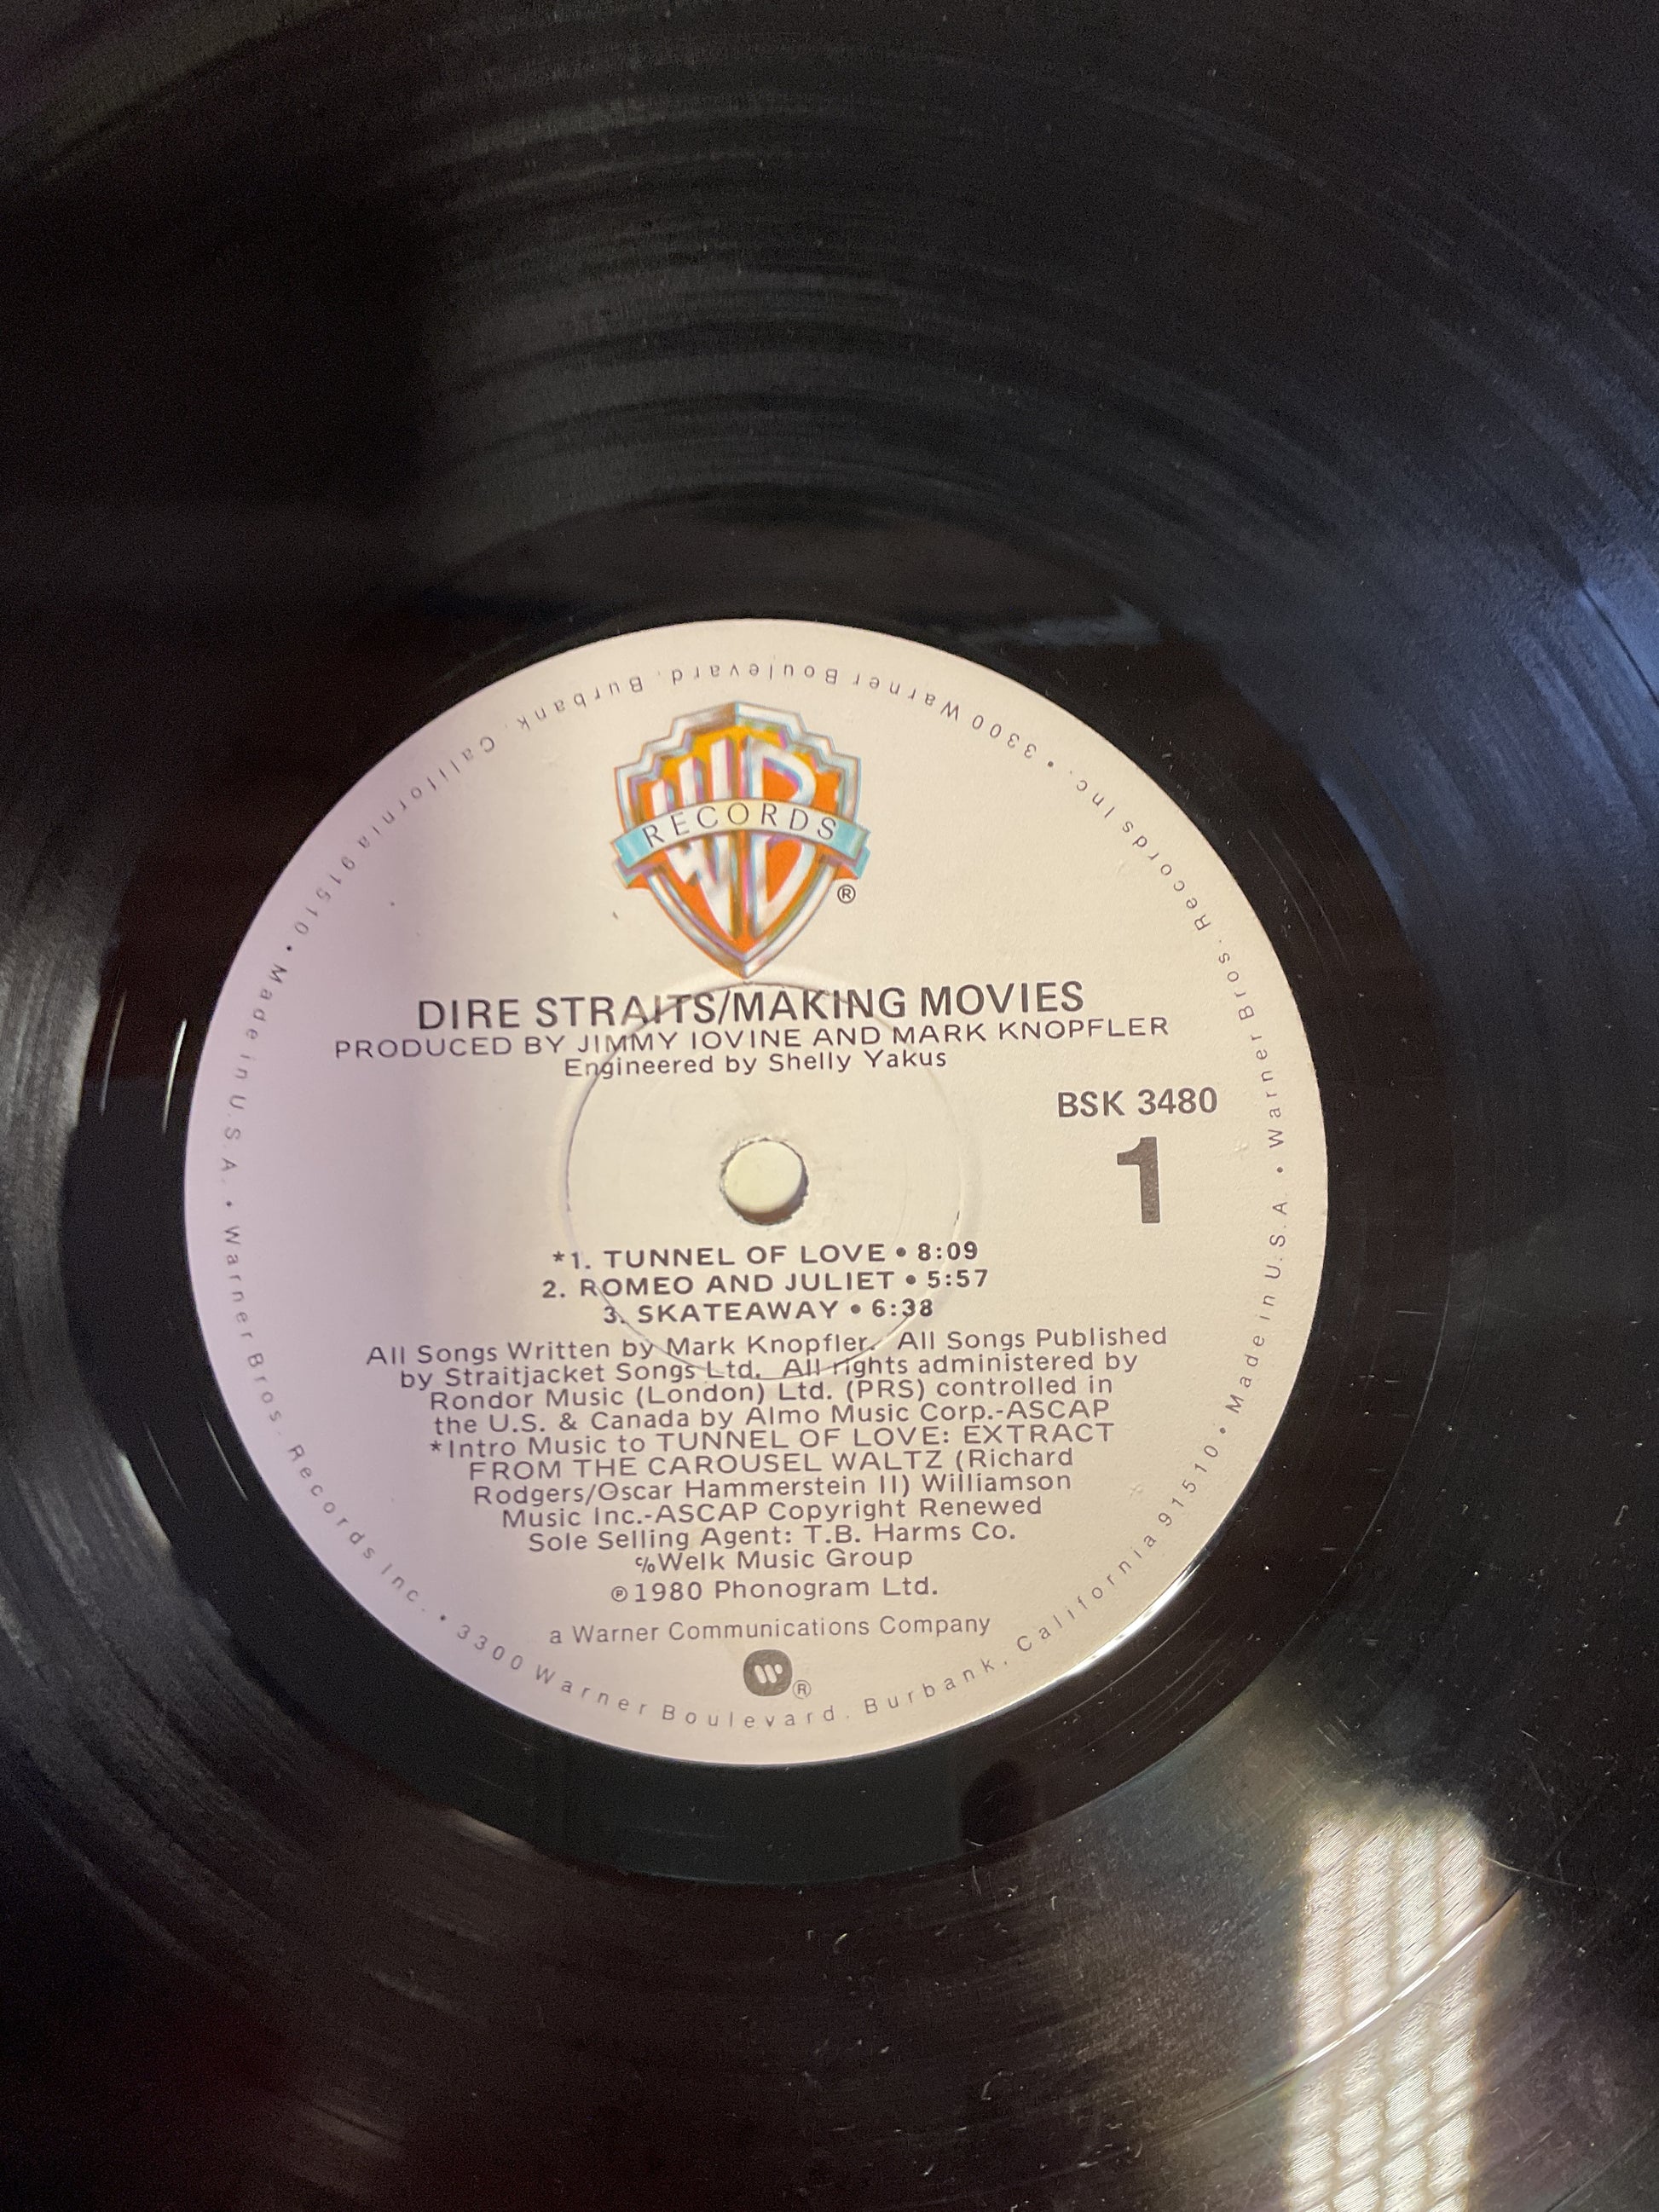 WB
RECORDS
®
DIRE STRAITS/MAKING MOVIES
PRODUCED BY JIMMY IOVINE AND MARK KNOPFLER
Engineered by Shelly Yakus
BSK 3480
1
*1. TUNNEL OF LOVE • 8:09
2. ROMEO AND JULIET • 5:57
3. SKATEAWAY • 6:38
All Songs Written by Mark Knopfler. All Songs Published
by Straitjacket Songs Ltd. All rights administered by
Rondor Music (London) Ltd. (PRS) controlled in
the U.S. & Canada by Almo Music Corp.-ASCAP
*Intro Music to TUNNEL OF LOVE: EXTRACT
FROM THE CAROUSEL WALTZ (Richard
Rodgers/Oscar Hammerstein II) Williamson
Music Inc.-ASCAP Copyright Renewed
Sole Selling Agent: T.B. Harms Co.
℅Welk Music Group
℗1980 Phonogram Ltd.
a Warner Communications Company
W®
Warner Bros. Records Inc. • 3300 Warner Boulevard. Burbank, California 91510 • Made in U.S.A. • Warner Bros. Records Inc. • 3300 Warner Boulevard. Burbank. California 91510 • Made in U.S.A. •